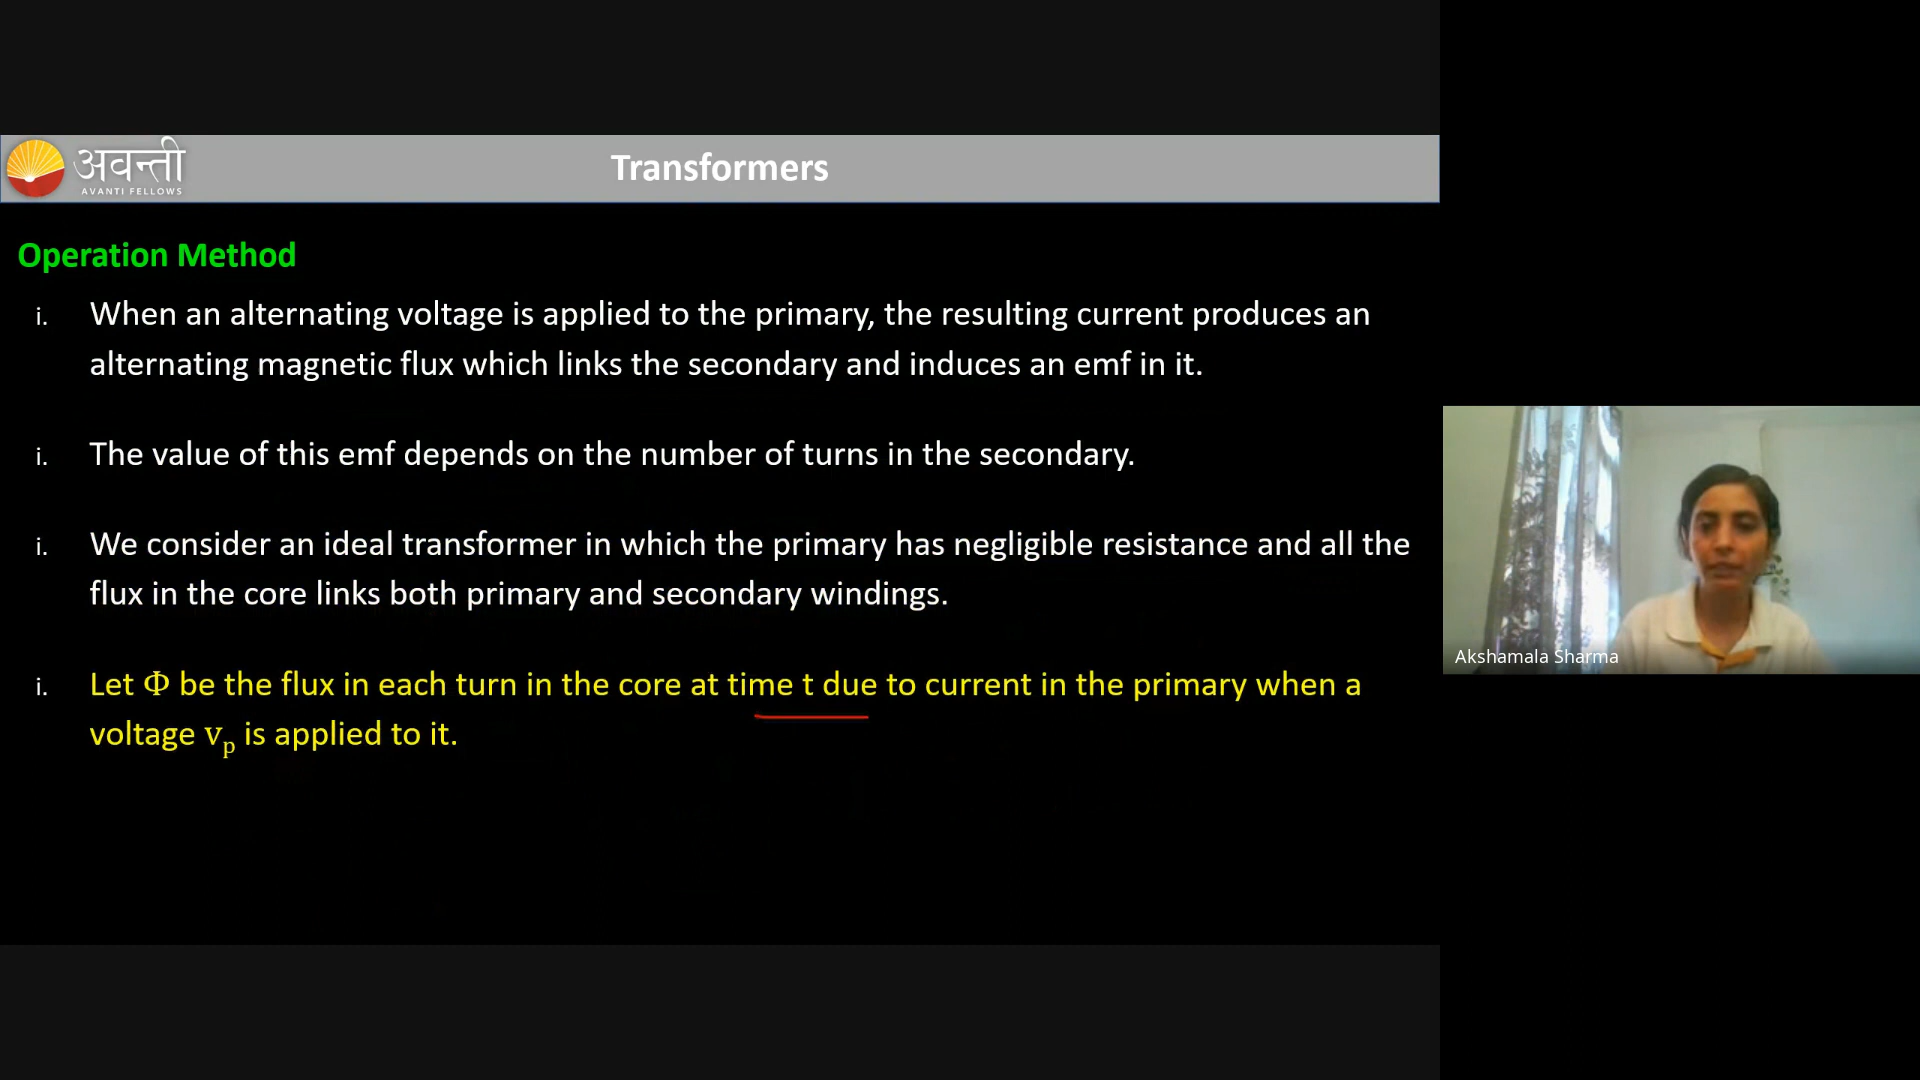 अवन्ती
AVANTI FELLOWS
Transformers
Operation Method
i. When an alternating voltage is applied to the primary, the resulting current produces an
alternating magnetic flux which links the secondary and induces an emf in it.
i. The value of this emf depends on the number of turns in the secondary.
i. We consider an ideal transformer in which the primary has negligible resistance and all the
flux in the core links both primary and secondary windings.
i. Let Φ be the flux in each turn in the core at time t due to current in the primary when a
voltage vₚ is applied to it.
Akshamala Sharma